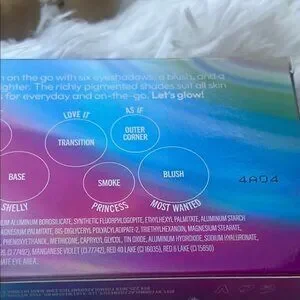 on the go with six eyeshadows, a blush, and a
ghter. The richly pigmented shades suit all skin
for everyday and on-the-go. Let's glow!
LOVE IT
AS IF
TRANSITION
OUTER
CORNER
BASE
SMOKE
BLUSH
4A04
SHELLY
PRINCESS
MOST WANTED
ALUMINUM BOROSILICATE, SYNTHETIC FLUORPHLOGOPITE, ETHYLHEXYL PALMITATE, ALUMINUM STARCH
PALMITATE, BIS-DIGLYCERYL POLYACYLADIPATE-2, TRIETHYLHEXANOIN, MAGNESIUM STEARATE,
PHENOXYETHANOL, METHICONE, CAPRYLYL GLYCOL, TIN OXIDE, ALUMINUM HYDROXIDE, SODIUM HYALURONATE,
MANGANESE VIOLET (CI 77742), RED 40 LAKE (CI 16035), RED 6 LAKE (CI 15850)
EYE AREA.